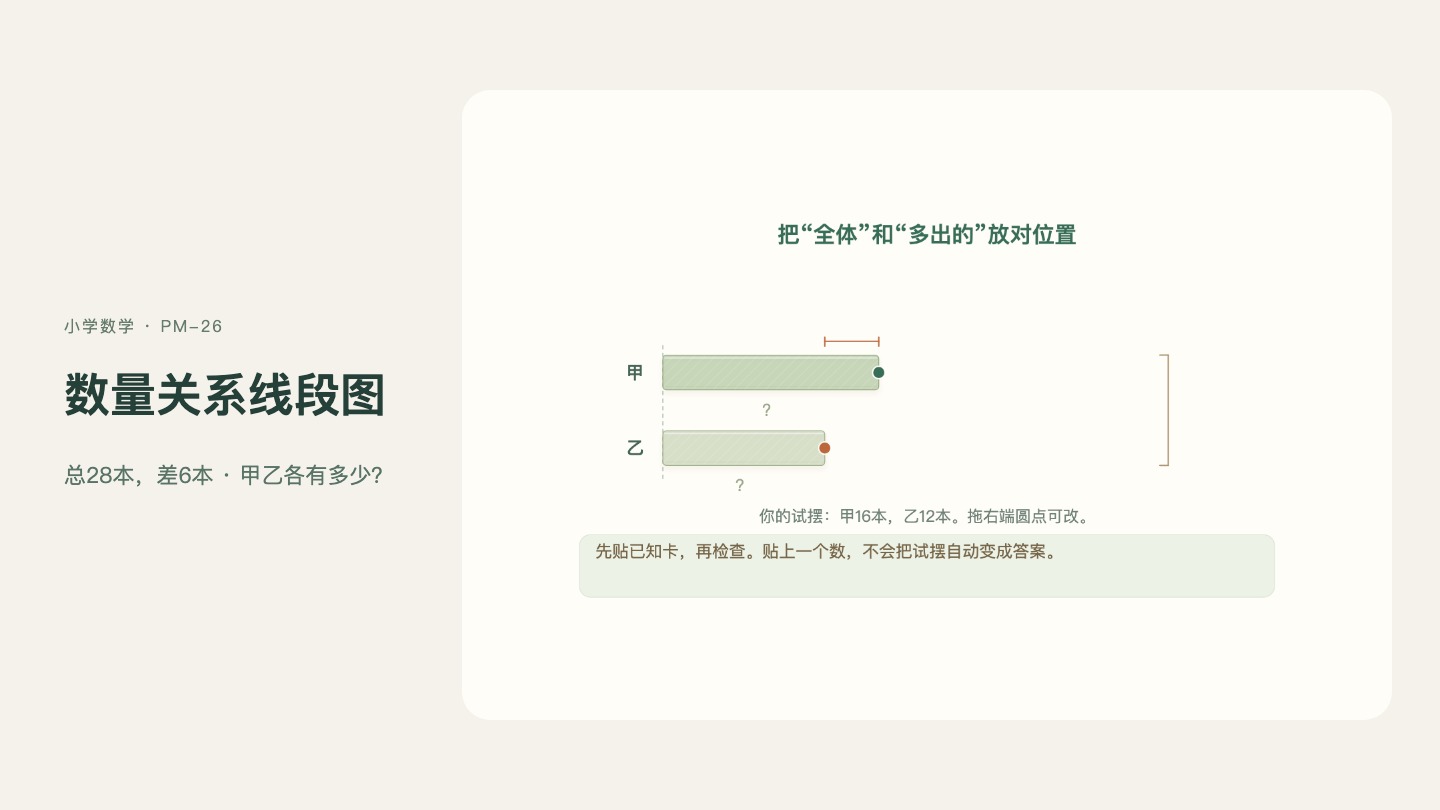 小学数学 · PM-26
数量关系线段图
总28本，差6本 · 甲乙各有多少?
把“全体”和“多出的”放对位置
甲
?
乙
?
你的试摆：甲16本，乙12本。拖右端圆点可改。
先贴已知卡，再检查。贴上一个数，不会把试摆自动变成答案。